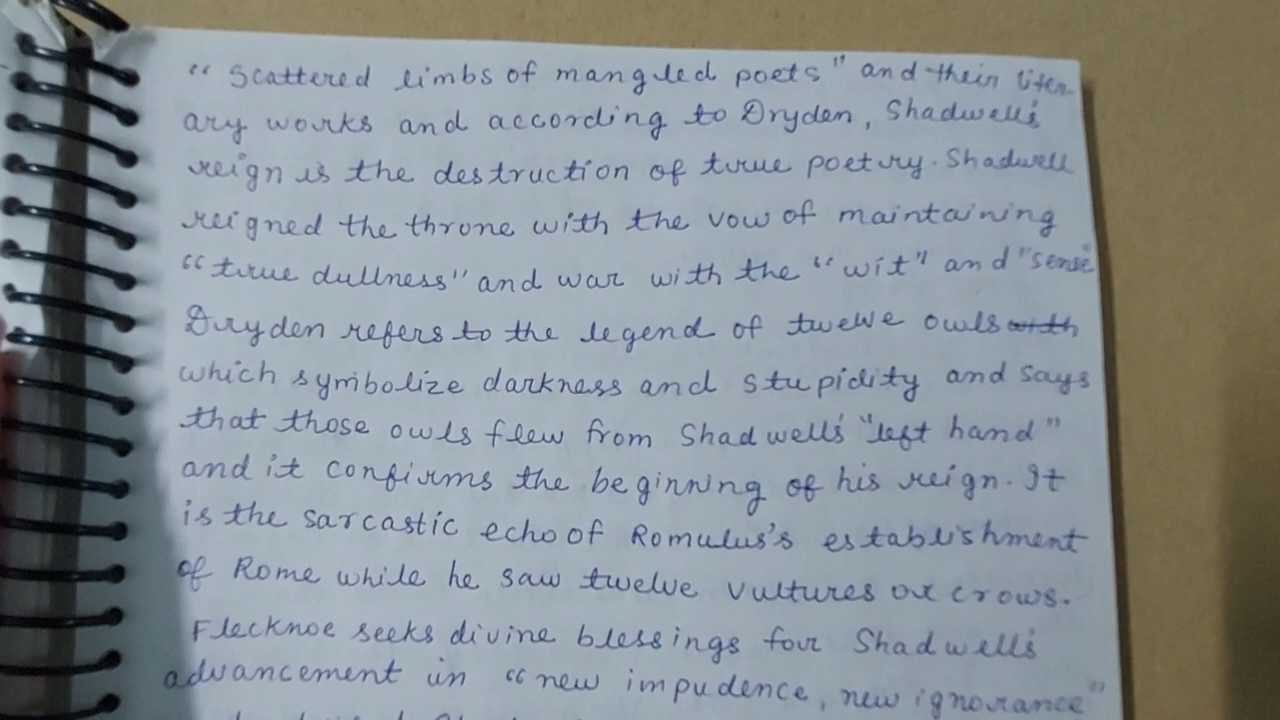 "Scattered limbs of mangled poets" and their liter-
ary works and according to Dryden, Shadwell's
reign is the destruction of true poetry. Shadwell
reigned the throne with the vow of maintaining
"true dullness" and war with the "wit" and "sense"
Dryden refers to the legend of twelve owls with
which symbolize darkness and stupidity and says
that those owls flew from Shadwell's "left hand"
and it confirms the beginning of his reign. It
is the sarcastic echo of Romulus's establishment
of Rome while he saw twelve vultures or crows.
Flecknoe seeks divine blessings for Shadwell's
advancement in "new impudence, new ignorance"